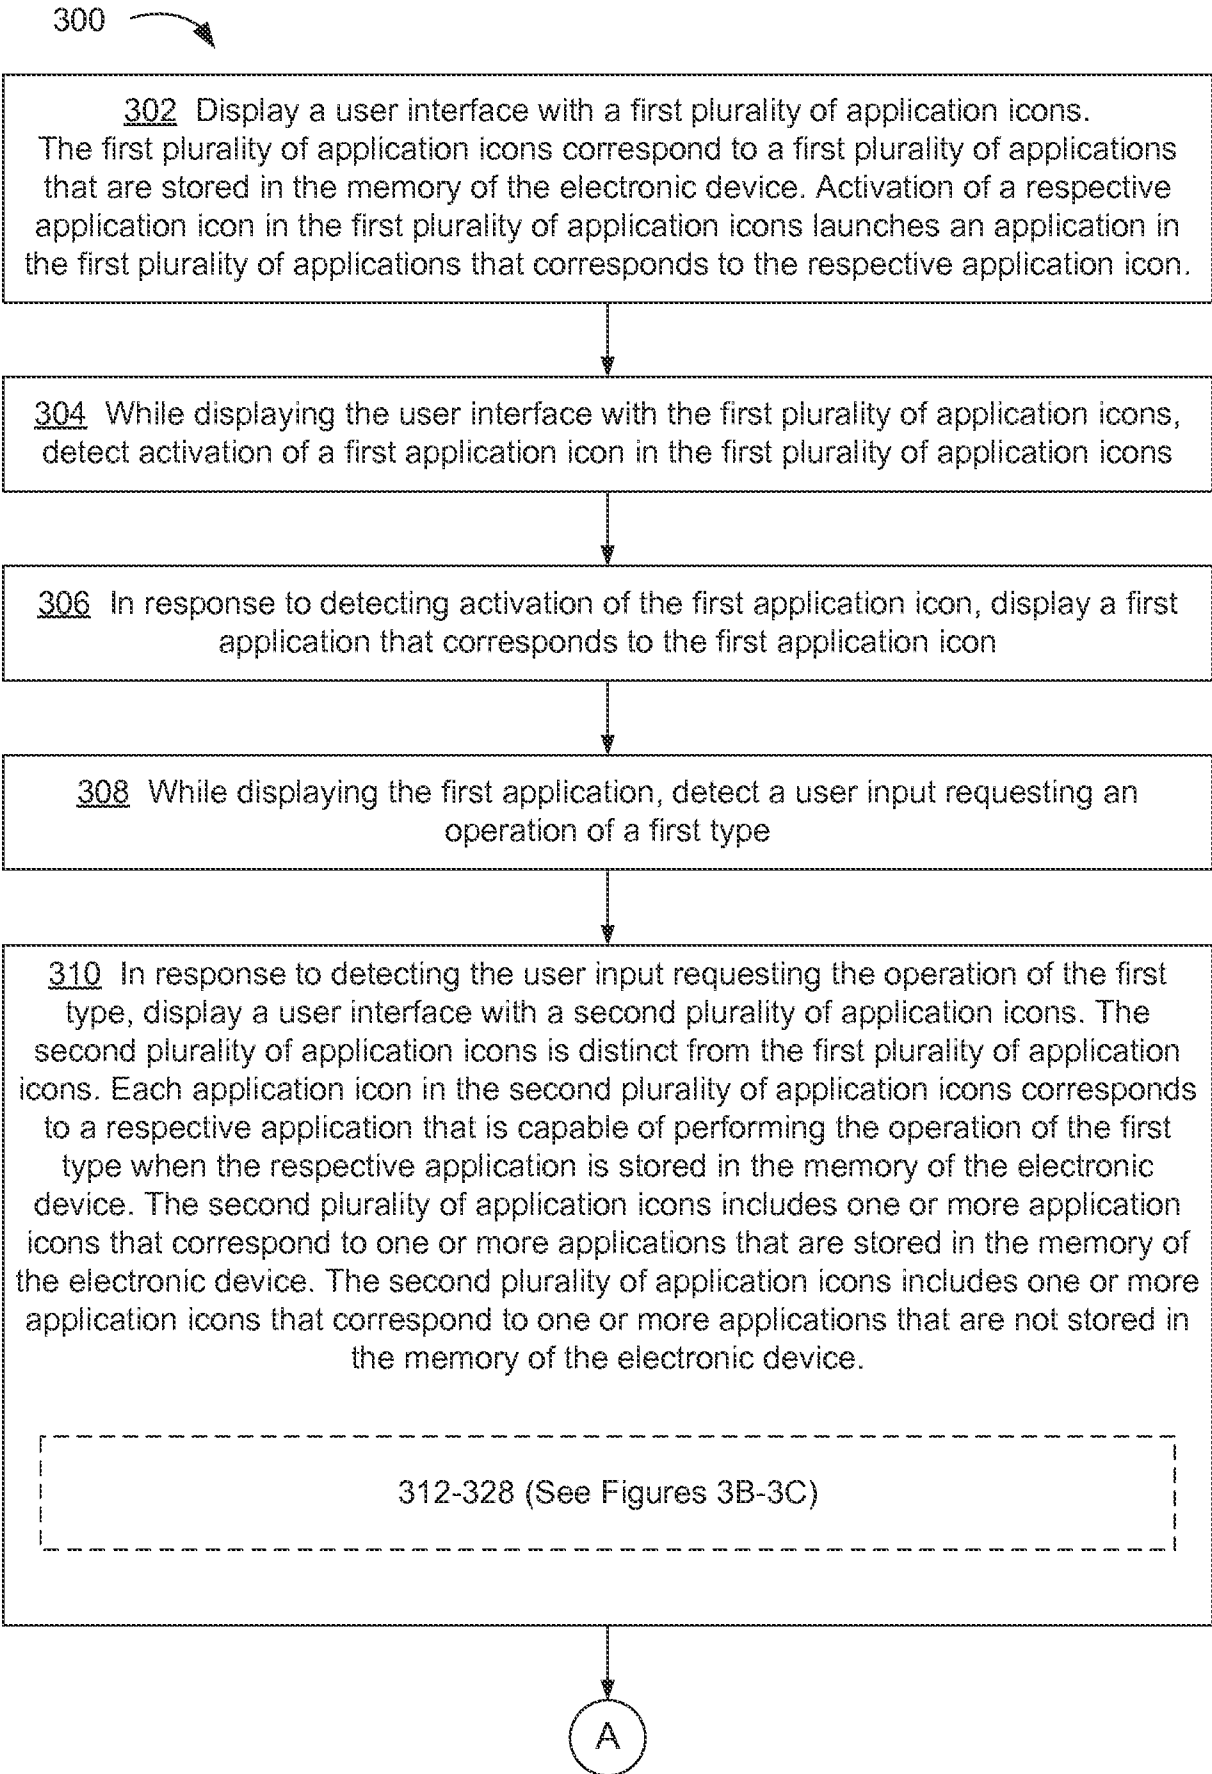 300
302 Display a user interface with a first plurality of application icons.
The first plurality of application icons correspond to a first plurality of applications
that are stored in the memory of the electronic device. Activation of a respective
application icon in the first plurality of application icons launches an application in
the first plurality of applications that corresponds to the respective application icon.
304 While displaying the user interface with the first plurality of application icons,
detect activation of a first application icon in the first plurality of application icons
306 In response to detecting activation of the first application icon, display a first
application that corresponds to the first application icon
308 While displaying the first application, detect a user input requesting an
operation of a first type
310 In response to detecting the user input requesting the operation of the first
type, display a user interface with a second plurality of application icons. The
second plurality of application icons is distinct from the first plurality of application
icons. Each application icon in the second plurality of application icons corresponds
to a respective application that is capable of performing the operation of the first
type when the respective application is stored in the memory of the electronic
device. The second plurality of application icons includes one or more application
icons that correspond to one or more applications that are stored in the memory of
the electronic device. The second plurality of application icons includes one or more
application icons that correspond to one or more applications that are not stored in
the memory of the electronic device.
312-328 (See Figures 3B-3C)
A